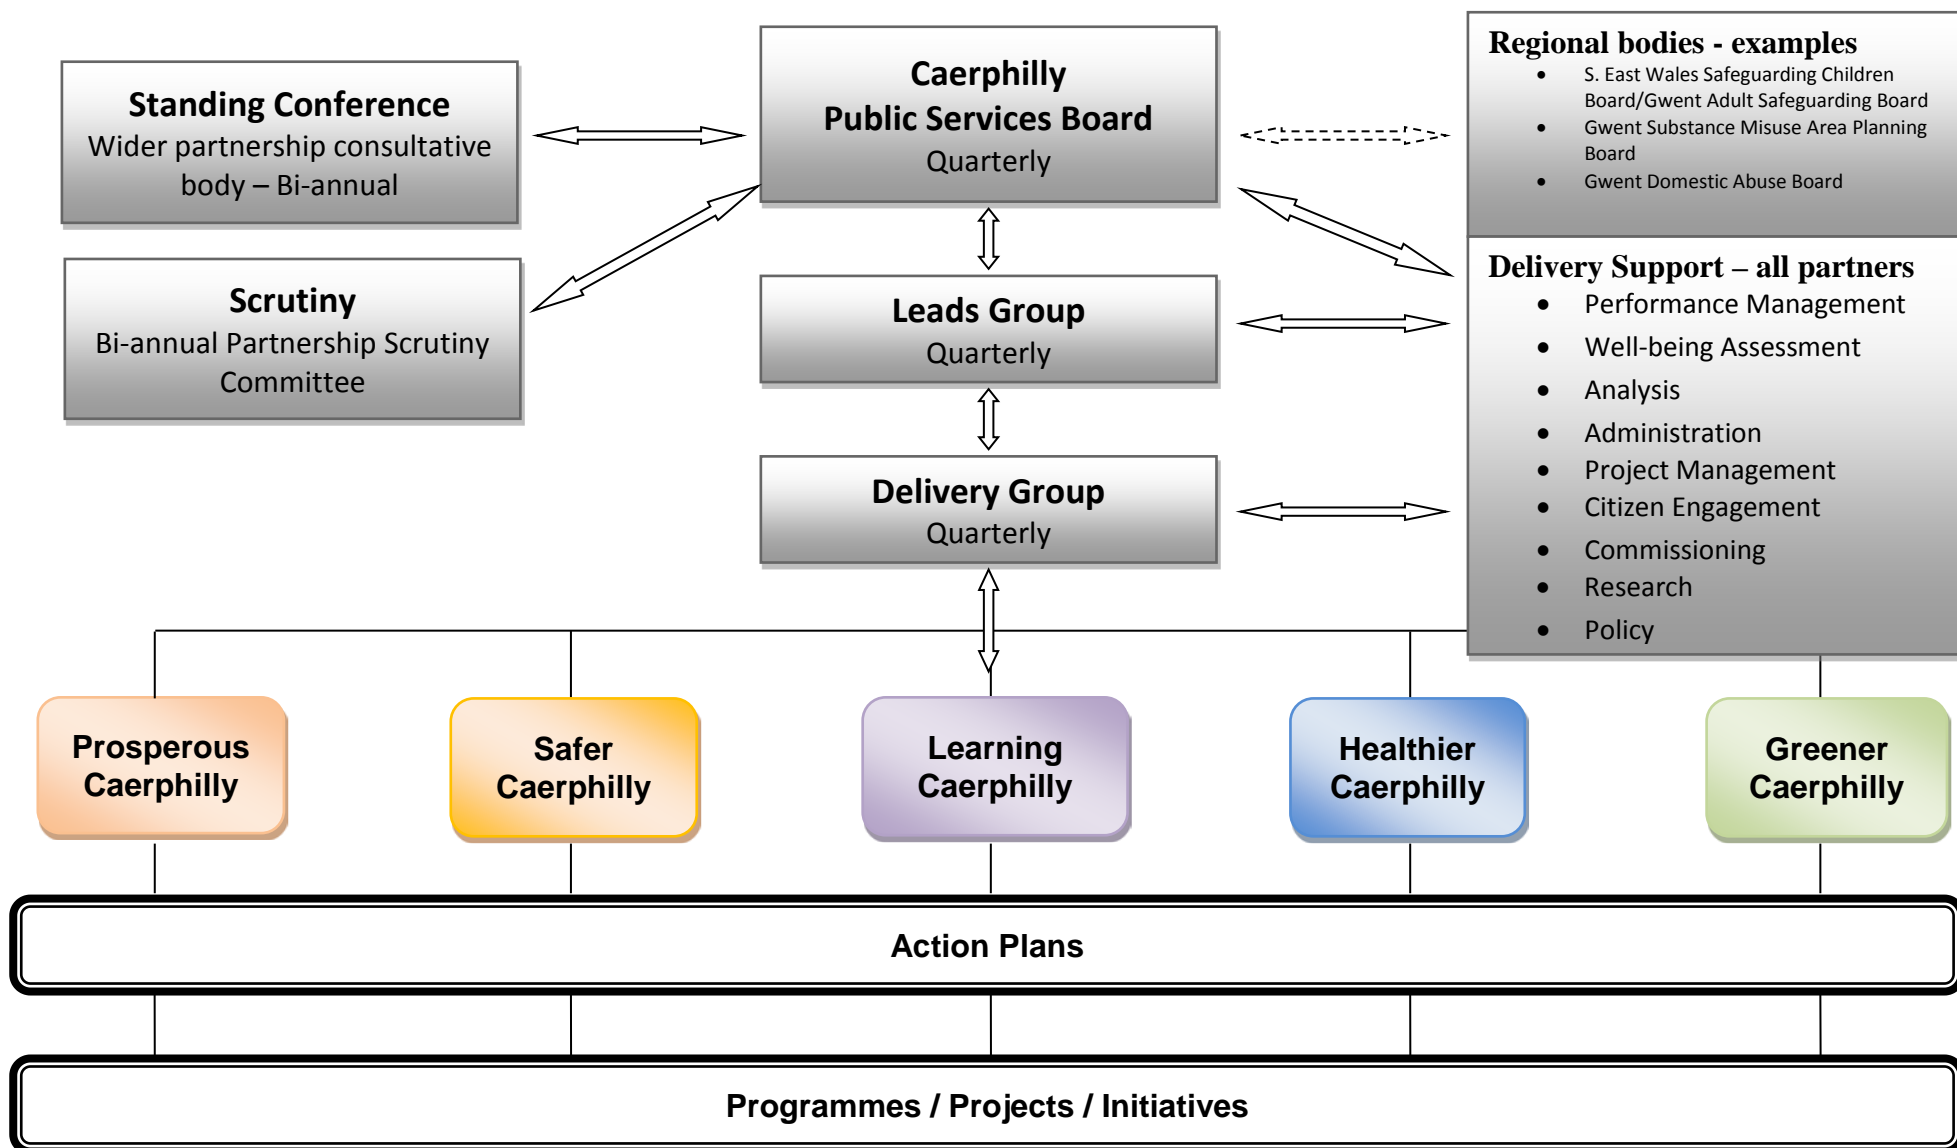 Standing Conference
Wider partnership consultative
body – Bi-annual
Scrutiny
Bi-annual Partnership Scrutiny
Committee
Caerphilly
Public Services Board
Quarterly
Leads Group
Quarterly
Delivery Group
Quarterly
Regional bodies - examples
• S. East Wales Safeguarding Children
Board/Gwent Adult Safeguarding Board
• Gwent Substance Misuse Area Planning
Board
• Gwent Domestic Abuse Board
Delivery Support – all partners
• Performance Management
• Well-being Assessment
• Analysis
• Administration
• Project Management
• Citizen Engagement
• Commissioning
• Research
• Policy
Prosperous
Caerphilly
Safer
Caerphilly
Learning
Caerphilly
Healthier
Caerphilly
Greener
Caerphilly
Action Plans
Programmes / Projects / Initiatives